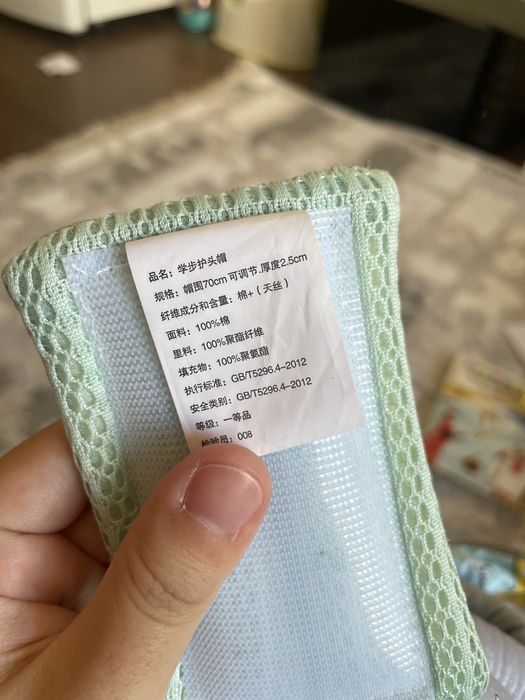 品名：学步护头帽
规格：帽围70cm 可调节.厚度2.5cm
纤维成分和含量：棉+（天丝）
面料：100%棉
里料：100%聚酯纤维
填充物：100%聚氨酯
执行标准：GB/T5296.4-2012
安全类别：GB/T5296.4-2012
等级：一等品
检验员：008